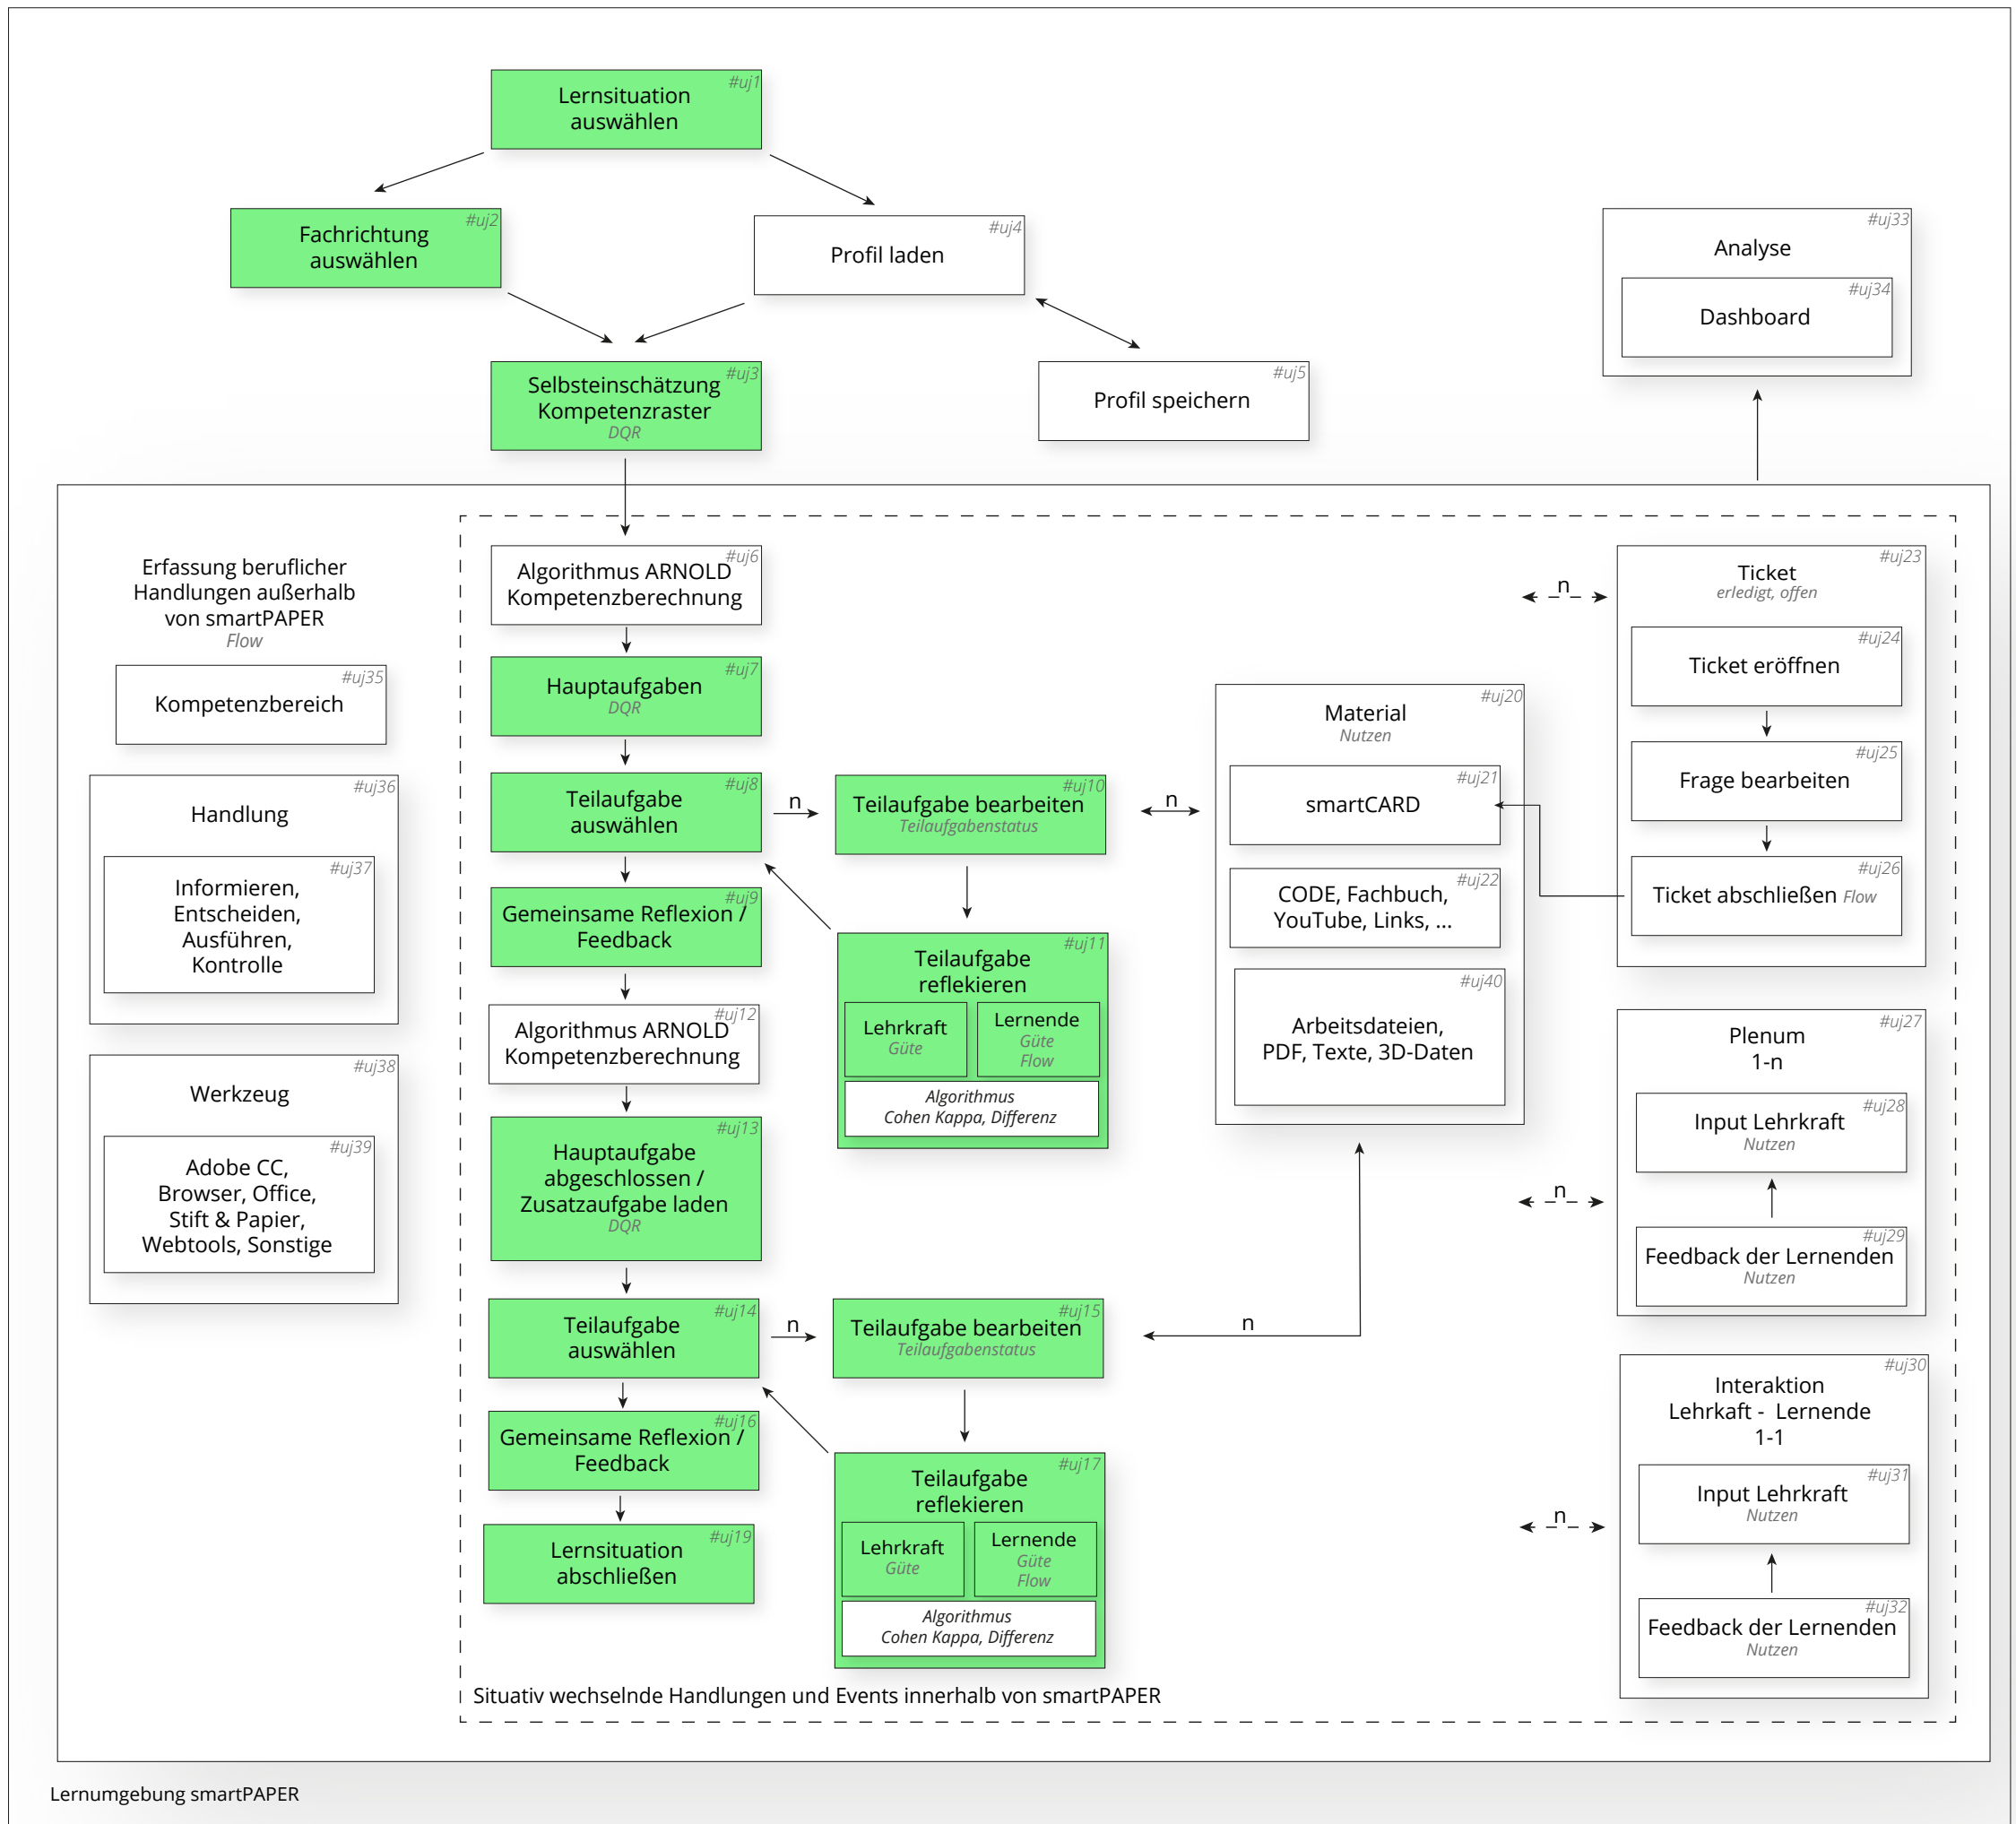 #uj1
Lernsituation
auswählen
#uj2
Fachrichtung
auswählen
#uj4
Profil laden
#uj33
Analyse
#uj34
Dashboard
#uj3
Selbsteinschätzung
Kompetenzraster
DQR
#uj5
Profil speichern
Erfassung beruflicher
Handlungen außerhalb
von smartPAPER
Flow
#uj35
Kompetenzbereich
#uj36
Handlung
#uj37
Informieren,
Entscheiden,
Ausführen,
Kontrolle
#uj38
Werkzeug
#uj39
Adobe CC,
Browser, Office,
Stift & Papier,
Webtools, Sonstige
#uj6
Algorithmus ARNOLD
Kompetenzberechnung
#uj7
Hauptaufgaben
DQR
#uj8
Teilaufgabe
auswählen
n
#uj10
Teilaufgabe bearbeiten
Teilaufgabenstatus
n
#uj9
Gemeinsame Reflexion /
Feedback
#uj11
Teilaufgabe
reflekieren
Lehrkraft
Güte
Lernende
Güte
Flow
Algorithmus
Cohen Kappa, Differenz
#uj12
Algorithmus ARNOLD
Kompetenzberechnung
#uj13
Hauptaufgabe
abgeschlossen /
Zusatzaufgabe laden
DQR
#uj14
Teilaufgabe
auswählen
n
#uj15
Teilaufgabe bearbeiten
Teilaufgabenstatus
n
#uj16
Gemeinsame Reflexion /
Feedback
#uj17
Teilaufgabe
reflekieren
Lehrkraft
Güte
Lernende
Güte
Flow
Algorithmus
Cohen Kappa, Differenz
#uj19
Lernsituation
abschließen
#uj20
Material
Nutzen
#uj21
smartCARD
#uj22
CODE, Fachbuch,
YouTube, Links, ...
#uj40
Arbeitsdateien,
PDF, Texte, 3D-Daten
n
#uj23
Ticket
erledigt, offen
#uj24
Ticket eröffnen
#uj25
Frage bearbeiten
#uj26
Ticket abschließen Flow
n
#uj27
Plenum
1-n
#uj28
Input Lehrkraft
Nutzen
#uj29
Feedback der Lernenden
Nutzen
n
#uj30
Interaktion
Lehrkaft - Lernende
1-1
#uj31
Input Lehrkraft
Nutzen
#uj32
Feedback der Lernenden
Nutzen
Situativ wechselnde Handlungen und Events innerhalb von smartPAPER
Lernumgebung smartPAPER